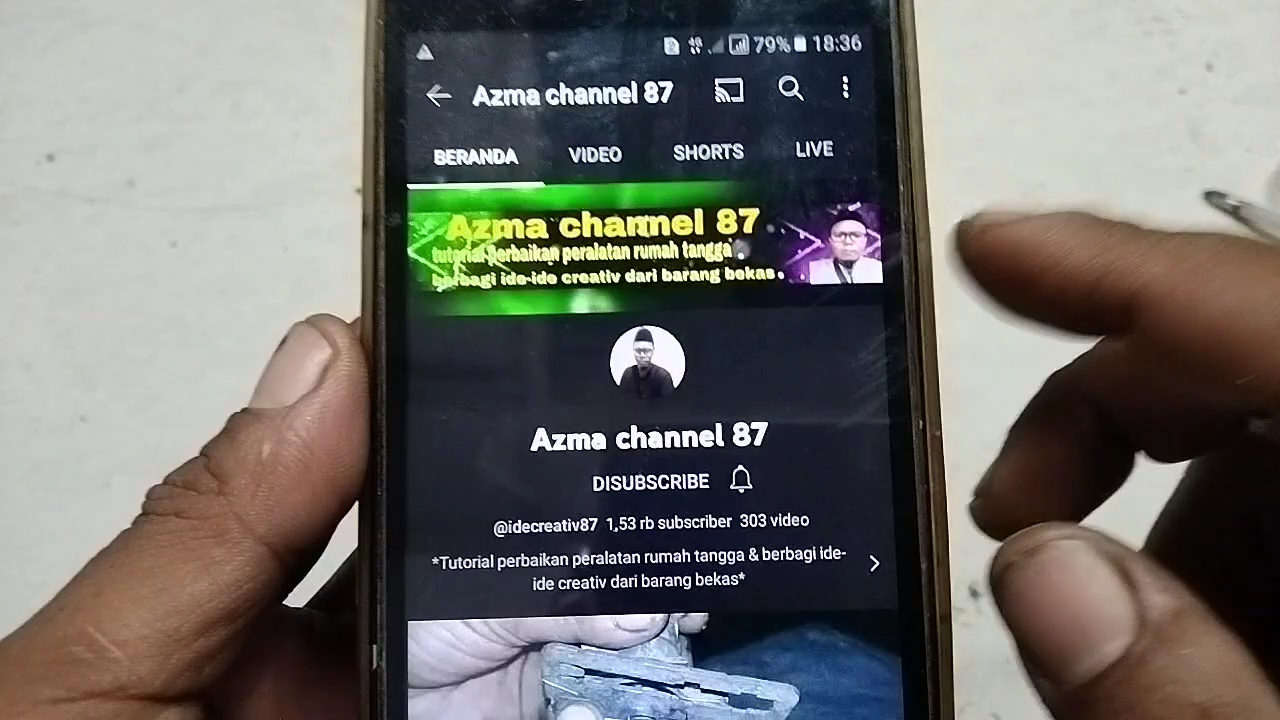 79% 18:36
Azma channel 87
BERANDA VIDEO SHORTS LIVE
Azma channel 87
tutorial perbaikan peralatan rumah tangga
berbagi ide-ide creativ dari barang bekas
Azma channel 87
DISUBSCRIBE
@idecreativ87 1,53 rb subscriber 303 video
*Tutorial perbaikan peralatan rumah tangga & berbagi ide-
ide creativ dari barang bekas*